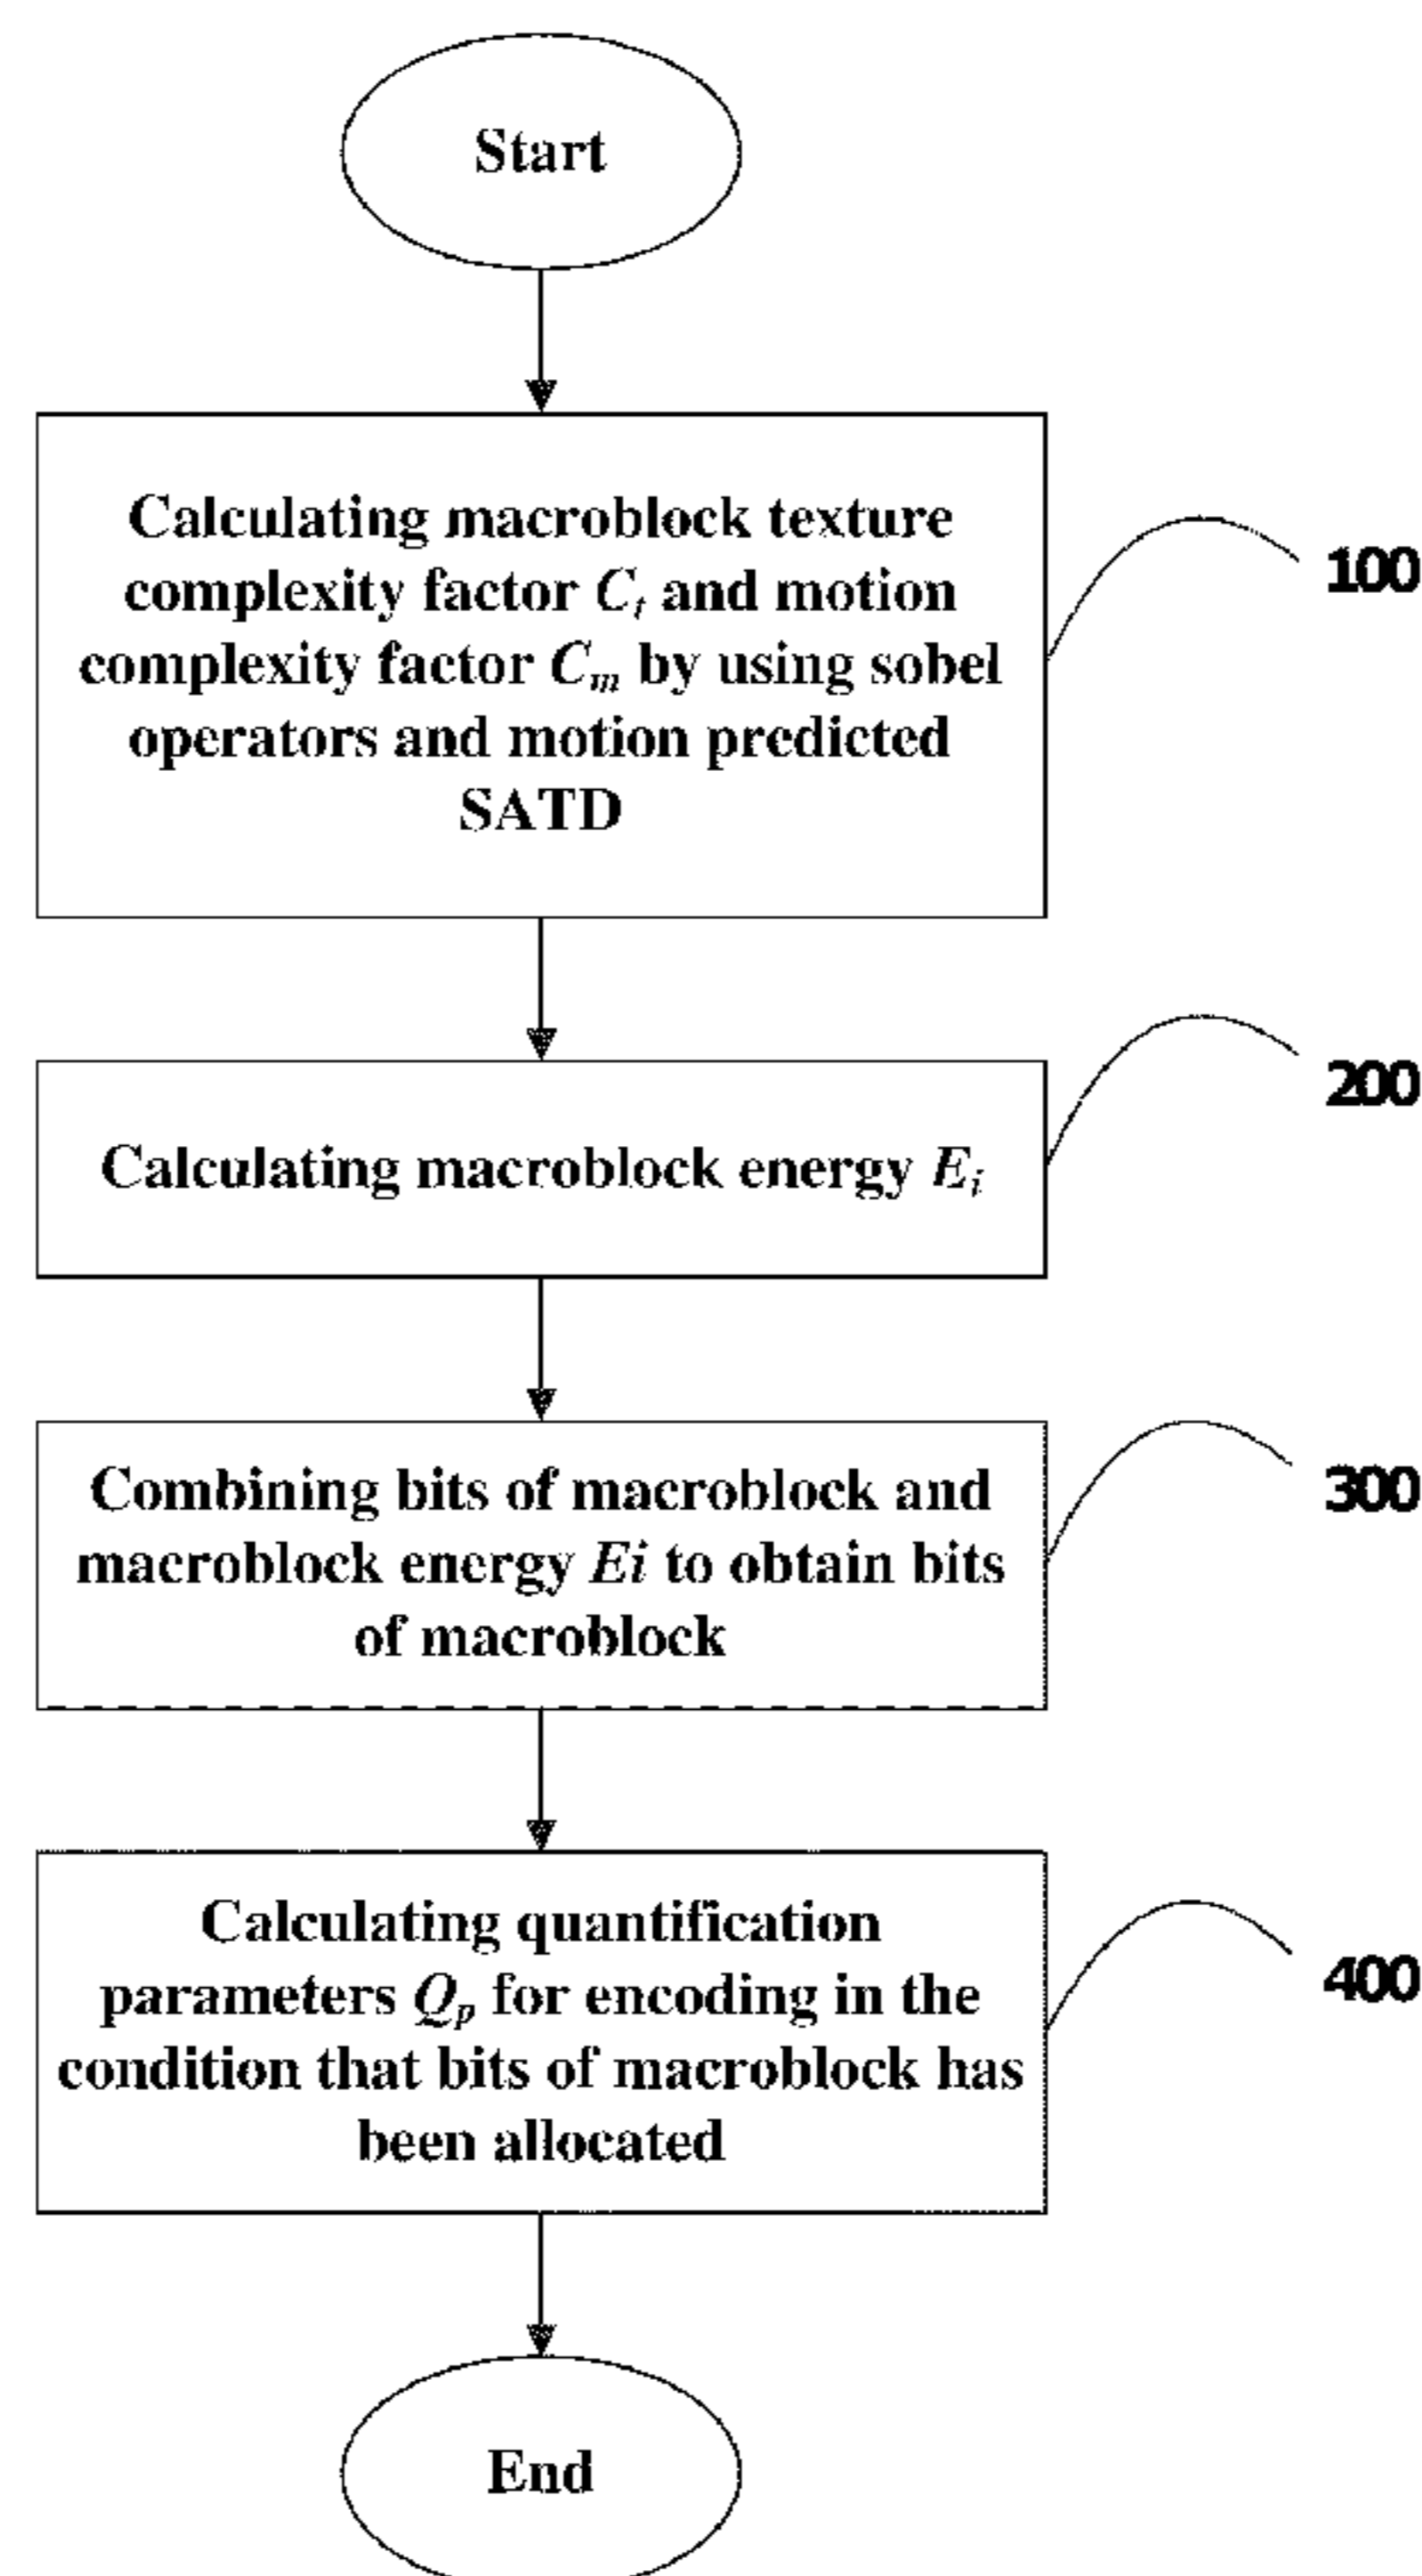 Start
Calculating macroblock texture
complexity factor Ct and motion
complexity factor Cm by using sobel
operators and motion predicted
SATD
100
Calculating macroblock energy Ei
200
Combining bits of macroblock and
macroblock energy Ei to obtain bits
of macroblock
300
Calculating quantification
parameters Qp for encoding in the
condition that bits of macroblock has
been allocated
400
End